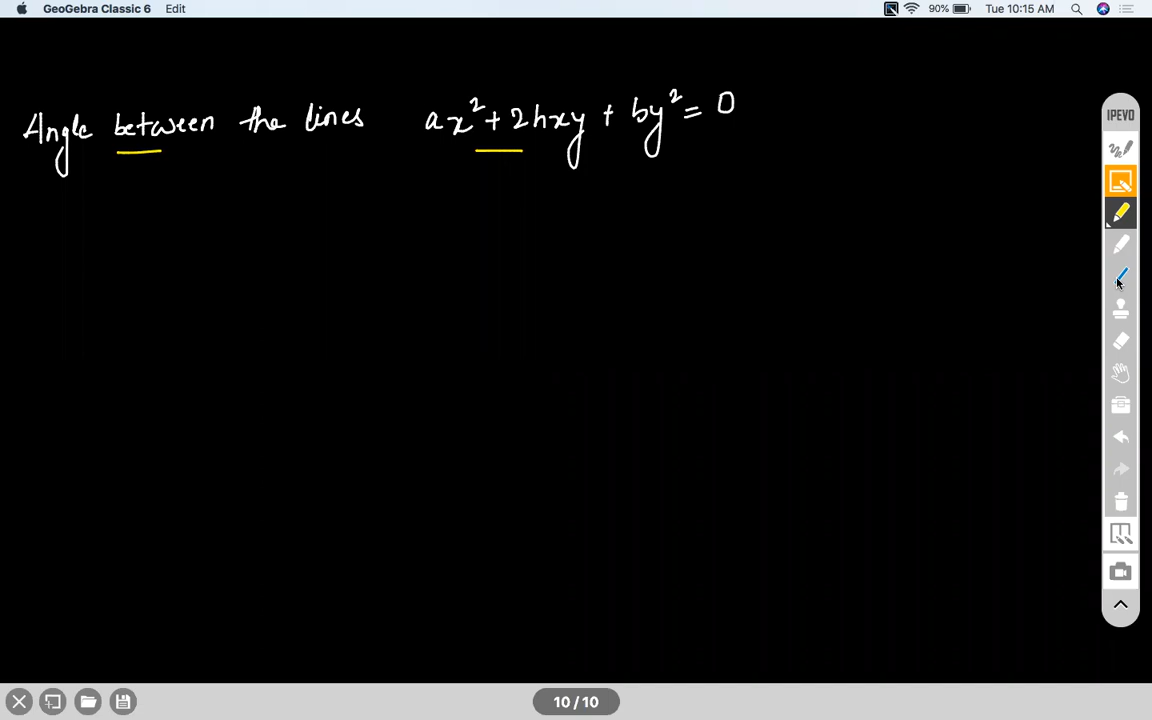 GeoGebra Classic 6 Edit 90% Tue 10:15 AM
Angle between the lines ax² + 2hxy + by² = 0
IPEVO
10 / 10